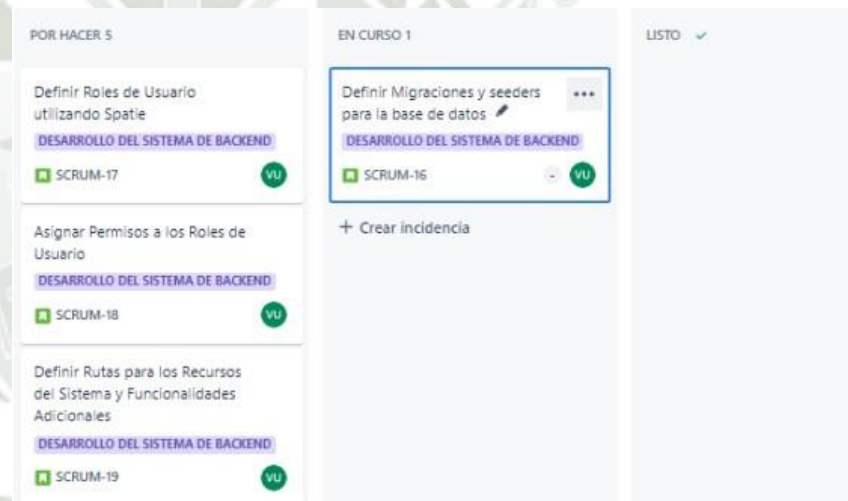 POR HACER 5
Definir Roles de Usuario
utilizando Spatie
DESARROLLO DEL SISTEMA DE BACKEND
SCRUM-17
VU
Asignar Permisos a los Roles de
Usuario
DESARROLLO DEL SISTEMA DE BACKEND
SCRUM-18
VU
Definir Rutas para los Recursos
del Sistema y Funcionalidades
Adicionales
DESARROLLO DEL SISTEMA DE BACKEND
SCRUM-19
VU
EN CURSO 1
Definir Migraciones y seeders
para la base de datos
DESARROLLO DEL SISTEMA DE BACKEND
SCRUM-16 - VU
+ Crear incidencia
LISTO